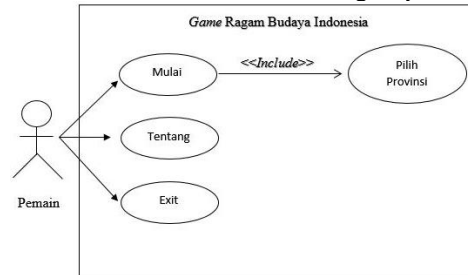 Game Ragam Budaya Indonesia
Mulai
<<Include>>
Pilih
Provinsi
Tentang
Exit
Pemain